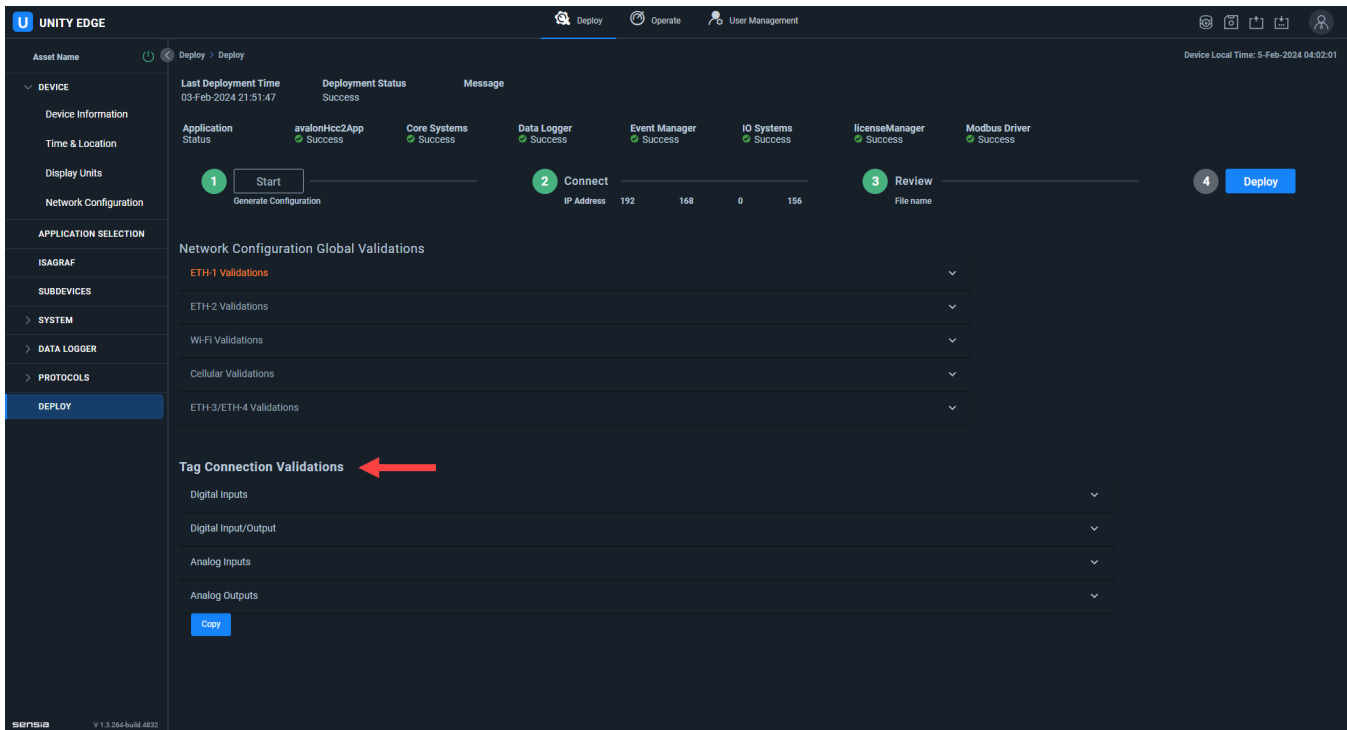 U UNITY EDGE
Deploy
Operate
User Management
Asset Name
Deploy > Deploy
Device Local Time: 5-Feb-2024 04:02:01
DEVICE
Device Information
Time & Location
Display Units
Network Configuration
APPLICATION SELECTION
ISAGRAF
SUBDEVICES
SYSTEM
DATA LOGGER
PROTOCOLS
DEPLOY
sensia V 1.3.264-build.4832
Last Deployment Time Deployment Status Message
03-Feb-2024 21:51:47 Success
Application avalonHcc2App Core Systems Data Logger Event Manager IO Systems licenseManager Modbus Driver
Status Success Success Success Success Success Success Success
1 Start 2 Connect 3 Review 4 Deploy
Generate Configuration IP Address 192 168 0 156 File name
Network Configuration Global Validations
ETH-1 Validations
ETH-2 Validations
Wi-Fi Validations
Cellular Validations
ETH-3/ETH-4 Validations
Tag Connection Validations
Digital Inputs
Digital Input/Output
Analog Inputs
Analog Outputs
Copy